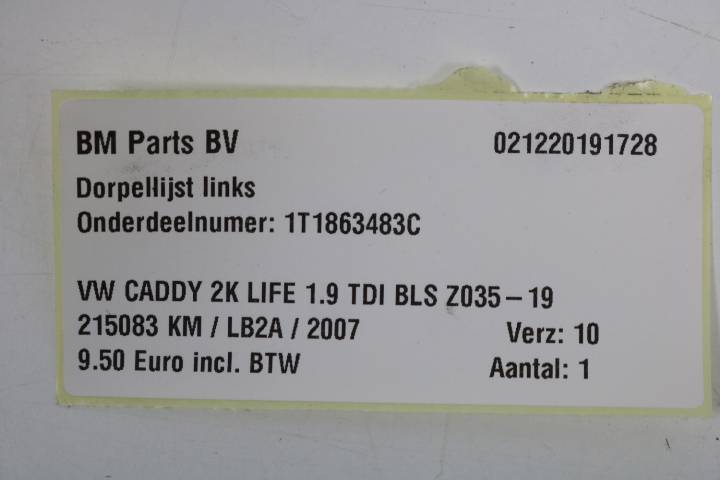 BM Parts BV 021220191728
Dorpellijst links
Onderdeelnumer: 1T1863483C
VW CADDY 2K LIFE 1.9 TDI BLS Z035-19
215083 KM / LB2A / 2007 Verz: 10
9.50 Euro incl. BTW Aantal: 1